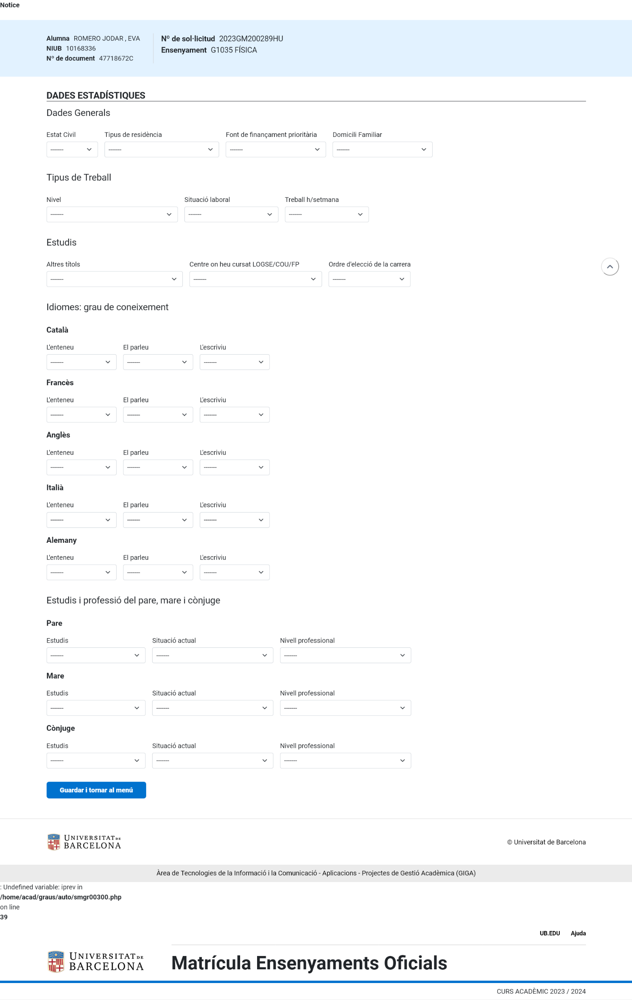 Notice
Alumna ROMERO JODAR , EVA
NIUB 10168336
Nº de document 47718672C
Nº de sol·licitud 2023GM200289HU
Ensenyament G1035 FÍSICA
DADES ESTADÍSTIQUES
Dades Generals
Estat Civil Tipus de residència Font de finançament prioritària Domicili Familiar
------- ------- ------- -------
Tipus de Treball
Nivel Situació laboral Treball h/setmana
------- ------- -------
Estudis
Altres títols Centre on heu cursat LOGSE/COU/FP Ordre d'elecció de la carrera
------- ------- -------
Idiomes: grau de coneixement
Català
L'enteneu El parleu L'escriviu
------- ------- -------
Francès
L'enteneu El parleu L'escriviu
------- ------- -------
Anglès
L'enteneu El parleu L'escriviu
------- ------- -------
Italià
L'enteneu El parleu L'escriviu
------- ------- -------
Alemany
L'enteneu El parleu L'escriviu
------- ------- -------
Estudis i professió del pare, mare i cònjuge
Pare
Estudis Situació actual Nivell professional
------- ------- -------
Mare
Estudis Situació actual Nivell professional
------- ------- -------
Cònjuge
Estudis Situació actual Nivell professional
------- ------- -------
Guardar i tornar al menú
UNIVERSITAT DE
BARCELONA
© Universitat de Barcelona
Àrea de Tecnologies de la Informació i la Comunicació - Aplicacions - Projectes de Gestió Acadèmica (GIGA)
: Undefined variable: iprev in
/home/acad/graus/auto/smgr00300.php
on line
39
UB.EDU Ajuda
UNIVERSITAT DE
BARCELONA
Matrícula Ensenyaments Oficials
CURS ACADÈMIC 2023 / 2024